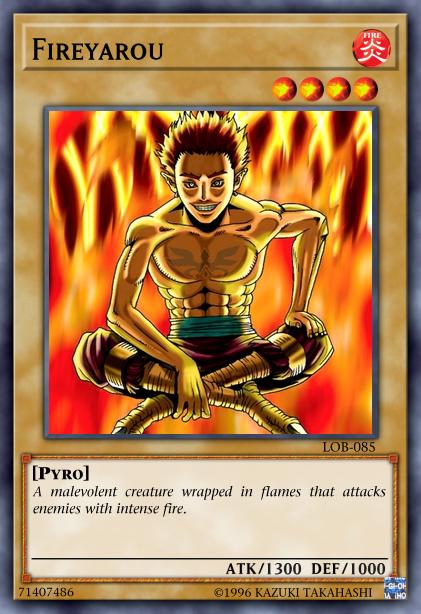 FIREYAROU
FIRE
炎
LOB-085
[PYRO]
A malevolent creature wrapped in flames that attacks
enemies with intense fire.
ATK/1300 DEF/1000
71407486
©1996 KAZUKI TAKAHASHI